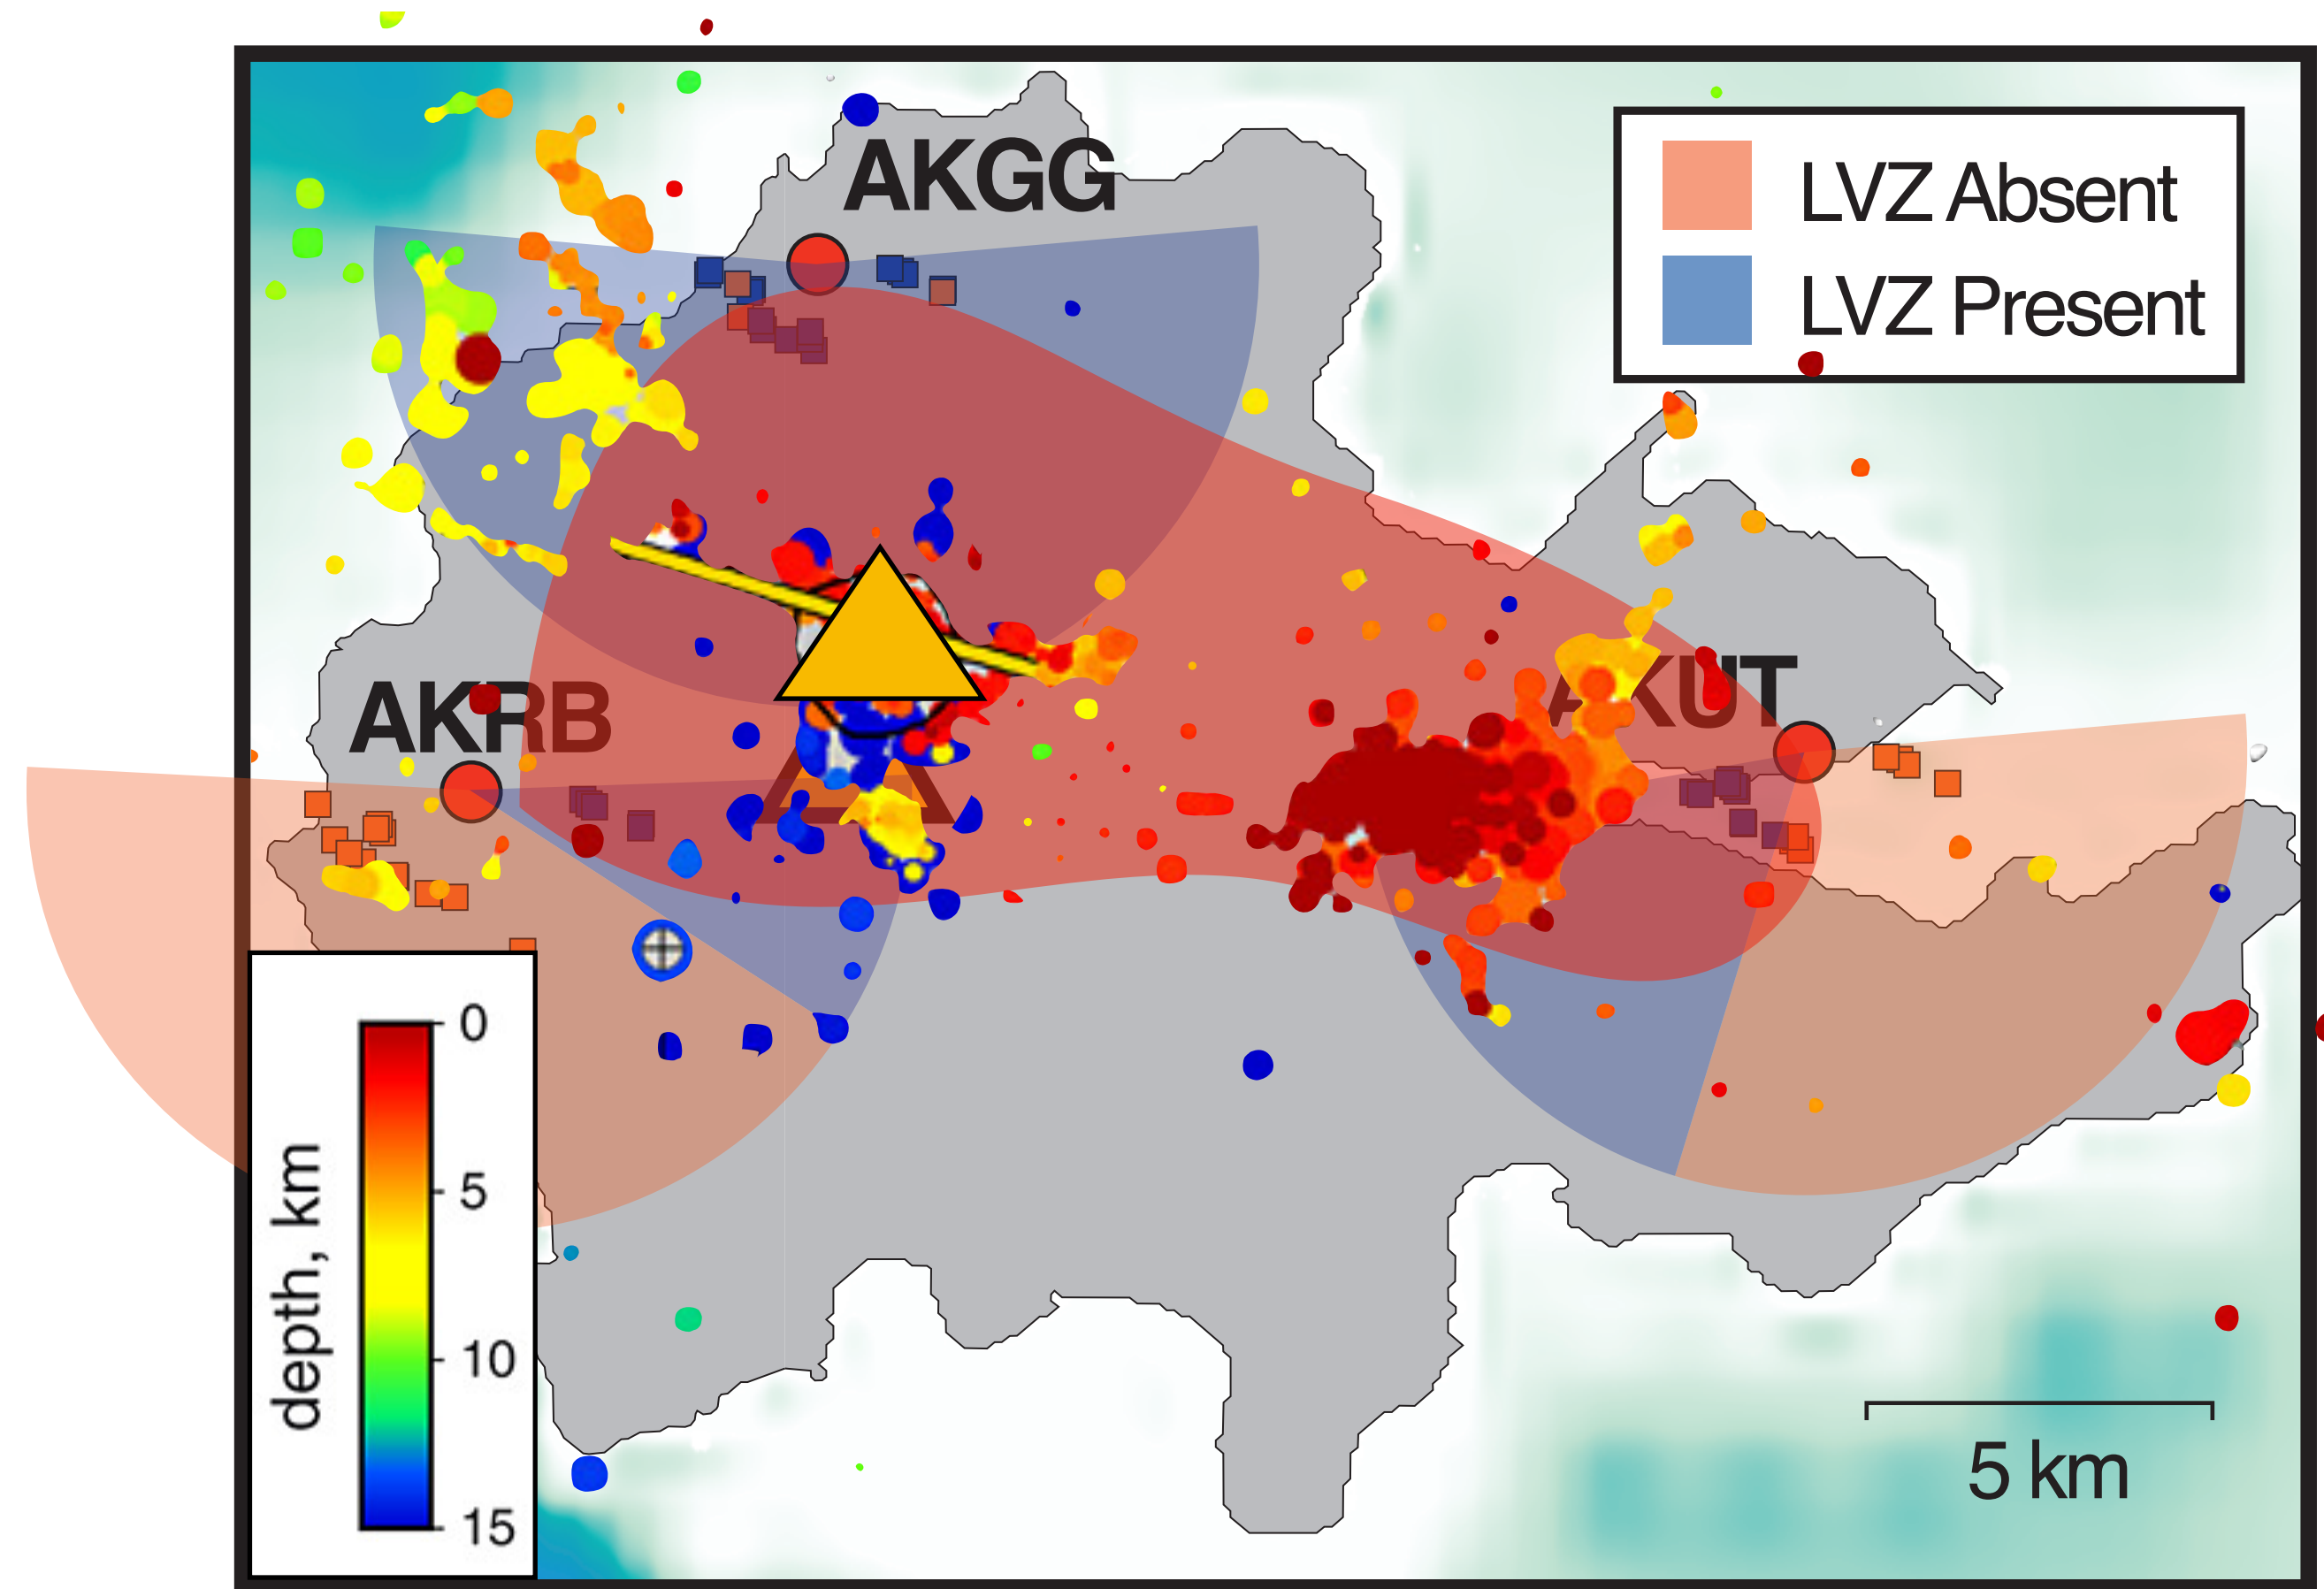 AKGG
LVZ Absent
LVZ Present
AKRB
AKUT
depth, km
0
5
10
15
5 km